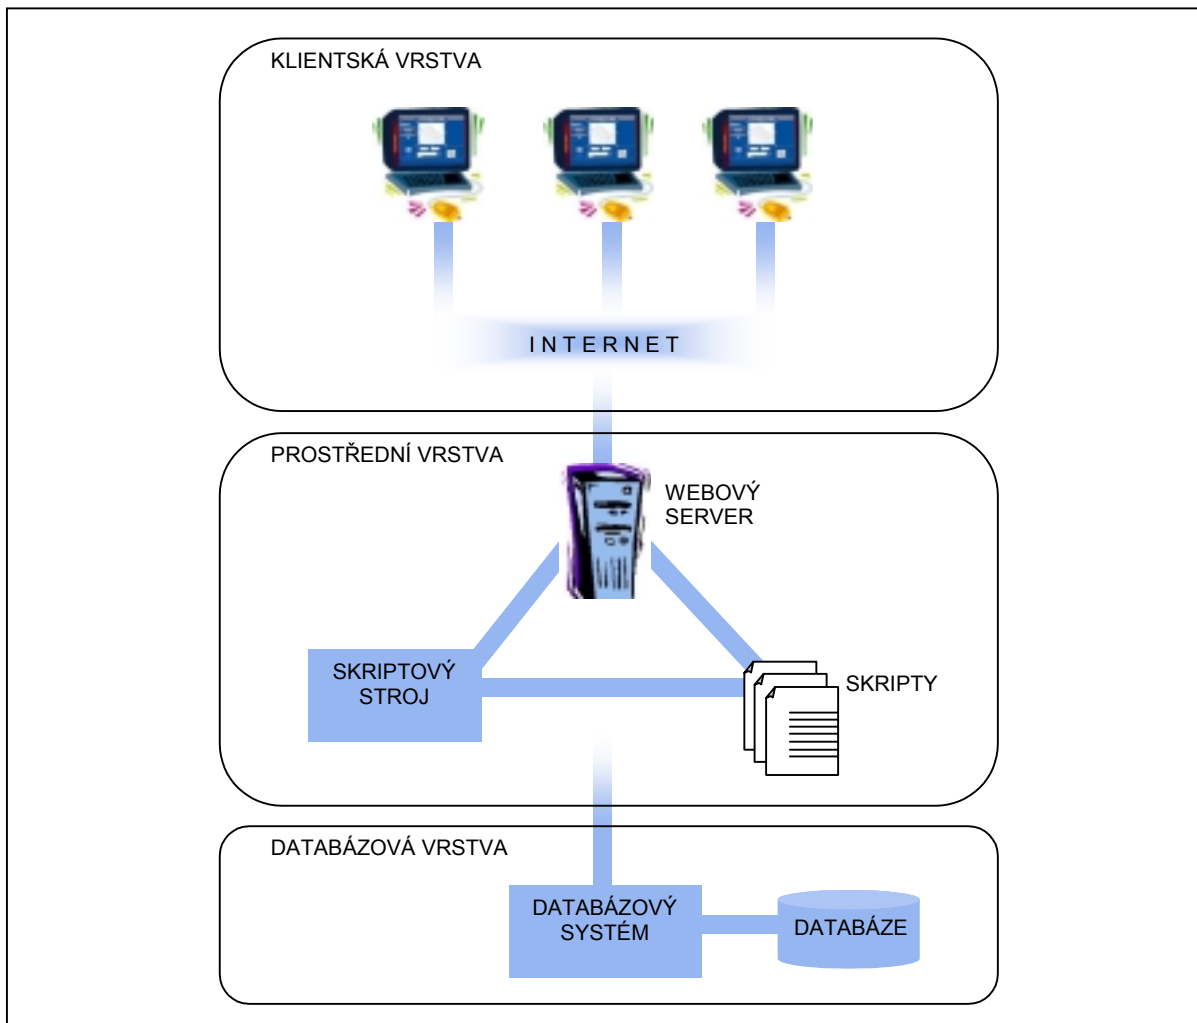 KLIENTSKÁ VRSTVA
INTERNET
PROSTŘEDNÍ VRSTVA
WEBOVÝ
SERVER
SKRIPTOVÝ
STROJ
SKRIPTY
DATABÁZOVÁ VRSTVA
DATABÁZOVÝ
SYSTÉM
DATABÁZE